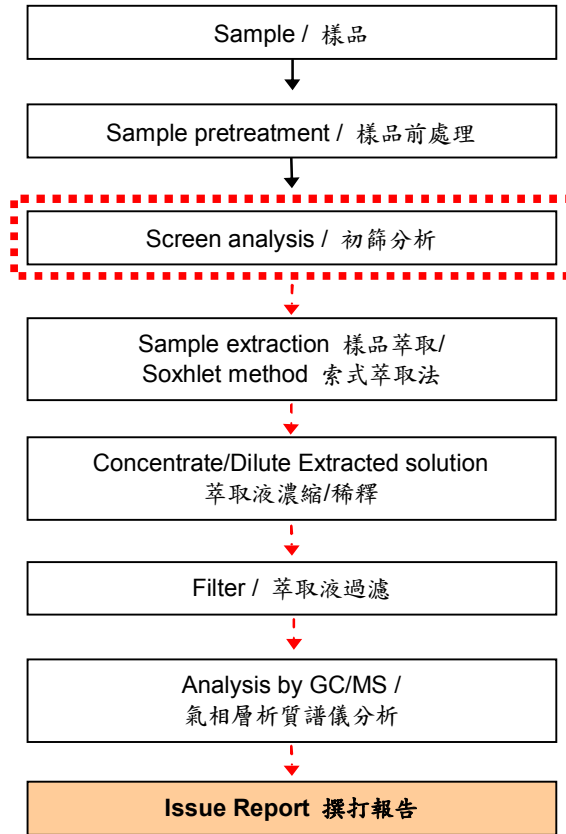 Sample / 樣品
Sample pretreatment / 樣品前處理
Screen analysis / 初篩分析
Sample extraction 樣品萃取/
Soxhlet method 索式萃取法
Concentrate/Dilute Extracted solution
萃取液濃縮/稀釋
Filter / 萃取液過濾
Analysis by GC/MS /
氣相層析質譜儀分析
Issue Report 撰打報告